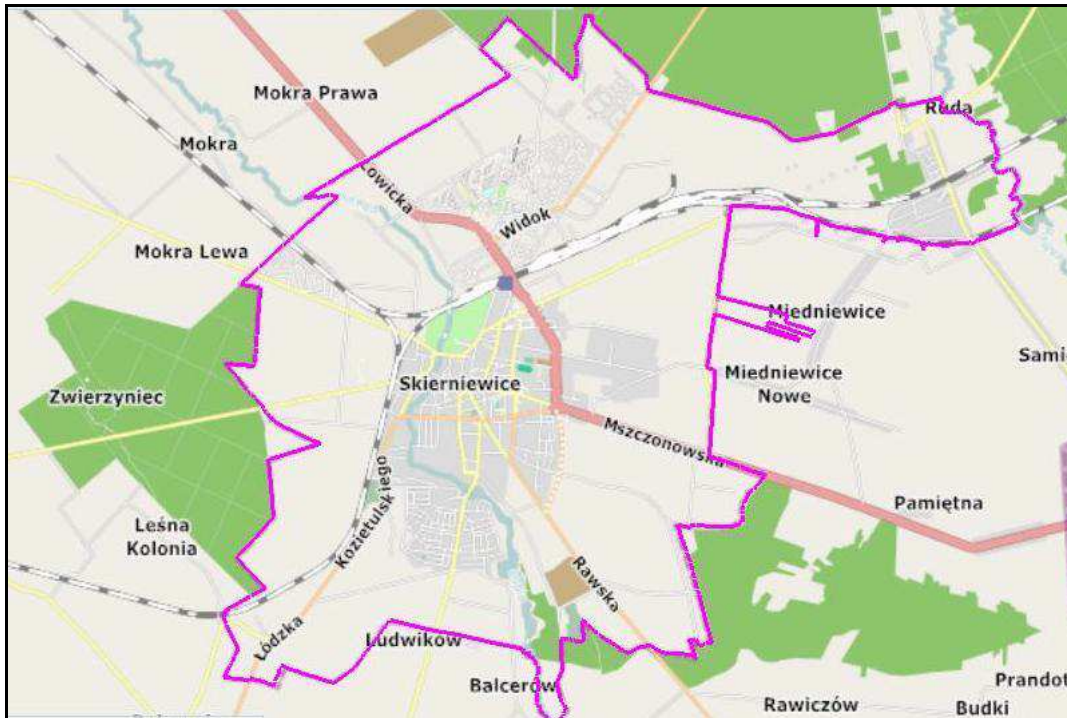 Mokra Prawa
Ruda
Mokra
Łowicka
Widok
Mokra Lewa
Miedniewice
Skierniewice
Miedniewice
Nowe
Zwierzyniec
Mszczonowska
Kozietulskiego
Pamiętna
Leśna
Kolonia
Rawska
Łódzka
Ludwików
Balcerów
Rawiczów
Budki